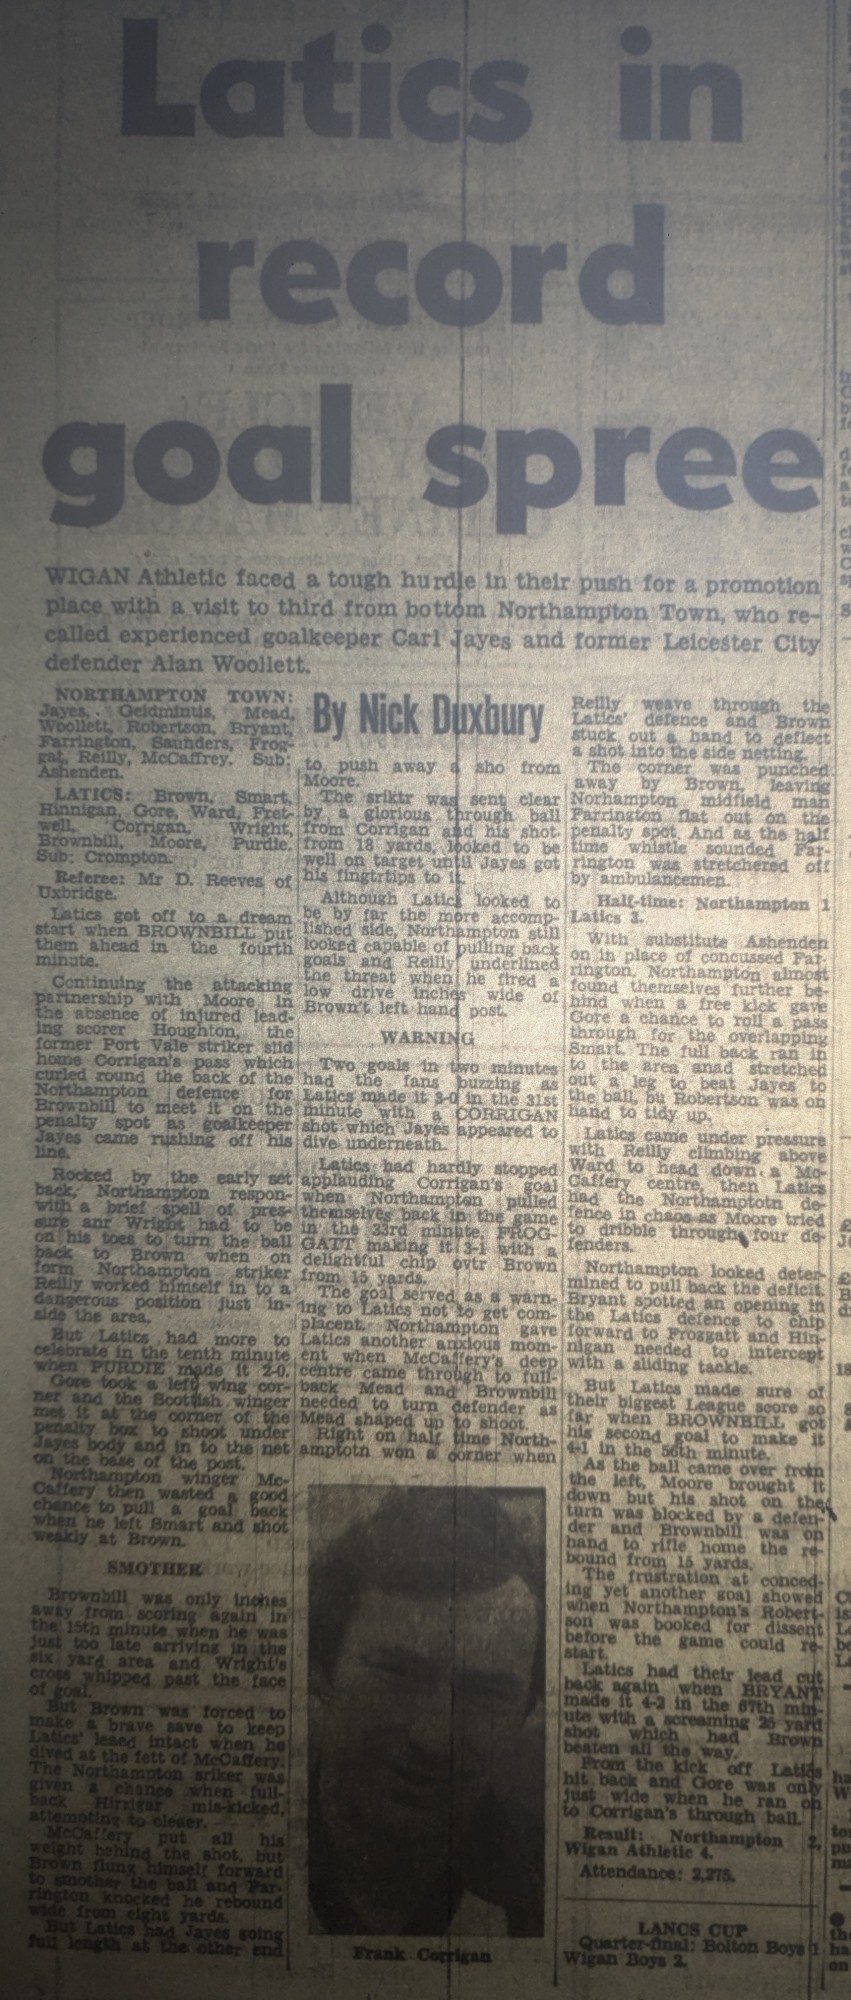 Latics in
record
goal spree
WIGAN Athletic faced a tough hurdle in their push for a promotion
place with a visit to third from bottom Northampton Town, who re-
called experienced goalkeeper Carl Jayes and former Leicester City
defender Alan Woollett.
NORTHAMPTON TOWN:
Jayes, Geidmintis, Mead,
Woollett, Robertson, Bryant,
Farrington, Saunders, Frog-
gat, Reilly, McCaffrey. Sub:
Ashenden.
LATICS: Brown, Smart,
Hinnigan, Gore, Ward, Fret-
well, Corrigan, Wright,
Brownbill, Moore, Purdie.
Sub: Crompton.
Referee: Mr D. Reeves of
Uxbridge.
Latics got off to a dream
start when BROWNBILL put
them ahead in the fourth
minute.
Continuing the attacking
partnership with Moore in
the absence of injured lead-
ing scorer Houghton, the
former Port Vale striker slid
home Corrigan's pass which
curled round the back of the
Northampton defence for
Brownbill to meet it on the
penalty spot as goalkeeper
Jayes came rushing off his
line.
Rocked by the early set
back, Northampton respon-
with a brief spell of pres-
sure anr Wright had to be
on his toes to turn the ball
back to Brown when on
form Northampton striker
Reilly worked himself in to a
dangerous position just in-
side the area.
But Latics had more to
celebrate in the tenth minute
when PURDIE made it 2-0.
Gore took a left wing cor-
ner and the Scottish winger
met it at the corner of the
penalty box to shoot under
Jayes body and in to the net
on the base of the post.
Northampton winger Mc-
Caffery then wasted a good
chance to pull a goal back
when he left Smart and shot
weakly at Brown.
SMOTHER
Brownbill was only inches
away from scoring again in
the 15th minute when he was
just too late arriving in the
six yard area and Wright's
cross whipped past the face
of goal.
But Brown was forced to
make a brave save to keep
Latics' leaed intact when he
dived at the fett of McCaffery.
The Northampton sriker was
given a chance when full-
back Hirrigar mis-kicked,
attempting to cleaer.
McCaffery put all his
weight behind the shot, but
Brown flung himself forward
to smother the ball and Far-
rington knocked he rebound
wide from eight yards.
But Latics had Jayes going
full length at the other end
By Nick Duxbury
to, push away a sho from
Moore.
The sriktr was sent clear
by a glorious through ball
from Corrigan and his shot
from 18 yards, looked to be
well on target until Jayes got
his fingtrtips to it.
Although Latics looked to
be by far the more accomp-
lished side, Northampton still
looked capable of pulling back
goals and Reilly underlined
the threat when he fired a
low drive inches wide of
Brown't left hand post.
WARNING
Two goals in two minutes
had the fans buzzing as
Latics made it 3-0 in the 31st
minute with a CORRIGAN
shot which Jayes appeared to
dive underneath.
Latics had hardly stopped
applauding Corrigan's goal
when Northampton pulled
themselves back in the game
in the 33rd minute, FROG-
GATT making it 3-1 with a
delightful chip ovtr Brown
from 15 yards.
The goal served as a warn-
ing to Latics not to get com-
placent. Northampton gave
Latics another anxious mom-
ent when McCaffery's deep
centre came through to full-
back Mead and Brownbill
needed to turn defender as
Mead shaped up to shoot.
Right on half time North-
amptotn won a corner when
Frank Corrigan
Reilly weave through the
Latics' defence and Brown
stuck out a hand to deflect
a shot into the side netting.
The corner was punched
away by Brown, leaving
Norhampton midfield man
Farrington flat out on the
penalty spot. And as the half
time whistle sounded Far-
rington was stretchered off
by ambulancemen.
Half-time: Northampton 1
Latics 3.
With substitute Ashenden
on in place of concussed Far-
rington, Northampton almost
found themselves further be-
hind when a free kick gave
Gore a chance to roll a pass
through for the overlapping
Smart. The full back ran in
to the area anad stretched
out a leg to beat Jayes to
the ball, bu Robertson was on
hand to tidy up.
Latics came under pressure
with Reilly climbing above
Ward to head down a Mc-
Caffery centre, then Latics
had the Northamptotn de-
fence in chaos as Moore tried
to dribble through four de-
fenders.
Northampton looked deter-
mined to pull back the deficit.
Bryant spotted an opening in
the Latics defence to chip
forward to Froggatt and Hin-
nigan needed to intercept
with a sliding tackle.
But Latics made sure of
their biggest League score so
far when BROWNBILL got
his second goal to make it
4-1 in the 56th minute.
As the ball came over from
the left, Moore brought it
down but his shot on the
turn was blocked by a defen-
der and Brownbill was on
hand to rifle home the re-
bound from 15 yards.
The frustration at conced-
ing yet another goal showed
when Northampton's Robert-
son was booked for dissent
before the game could re-
start.
Latics had their lead cut
back again when BRYANT
made it 4-2 in the 67th min-
ute with a screaming 25 yard
shot which had Brown
beaten all the way.
From the kick off Latics
hit back and Gore was only
just wide when he ran on
to Corrigan's through ball.
Result: Northampton 2,
Wigan Athletic 4.
Attendance: 2,275.
LANCS CUP
Quarter-final: Bolton Boys 1
Wigan Boys 2.